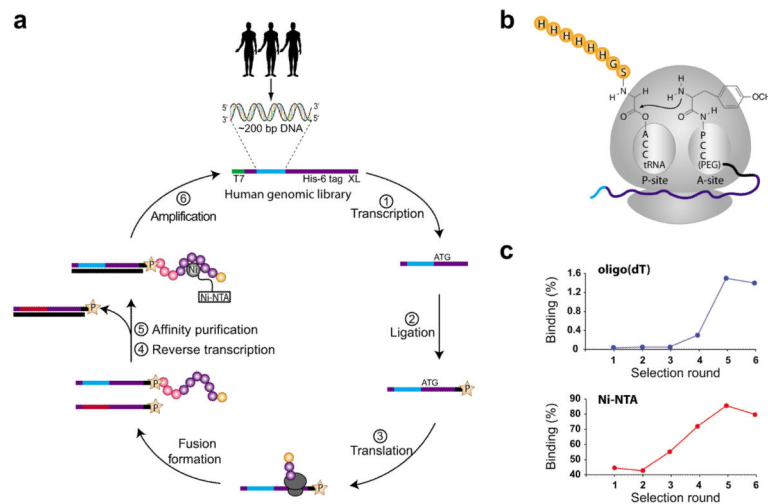 a
5'
3'
3'
5'
~200 bp DNA
T7
His-6 tag
XL
Human genomic library
①
Transcription
ATG
②
Ligation
ATG
P
③
Translation
P
Fusion
formation
P
P
④ Reverse transcription
⑤ Affinity purification
P
P
Ni
Ni-NTA
⑥
Amplification
b
H H H H H H G S
N
H
O
O
H
H
N
O
N
H
OCH
A
C
C
tRNA
P-site
P
C
C
(PEG)
A-site
c
oligo(dT)
Binding (%)
1.6
1.2
0.8
0.4
0
1 2 3 4 5 6
Selection round
Ni-NTA
Binding (%)
90
80
70
60
50
40
1 2 3 4 5 6
Selection round